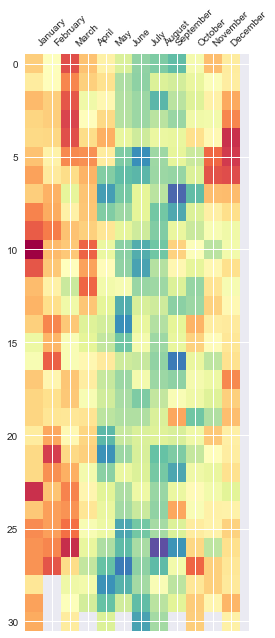 January
February
March
April
May
June
July
August
September
October
November
December
0
5
10
15
20
25
30